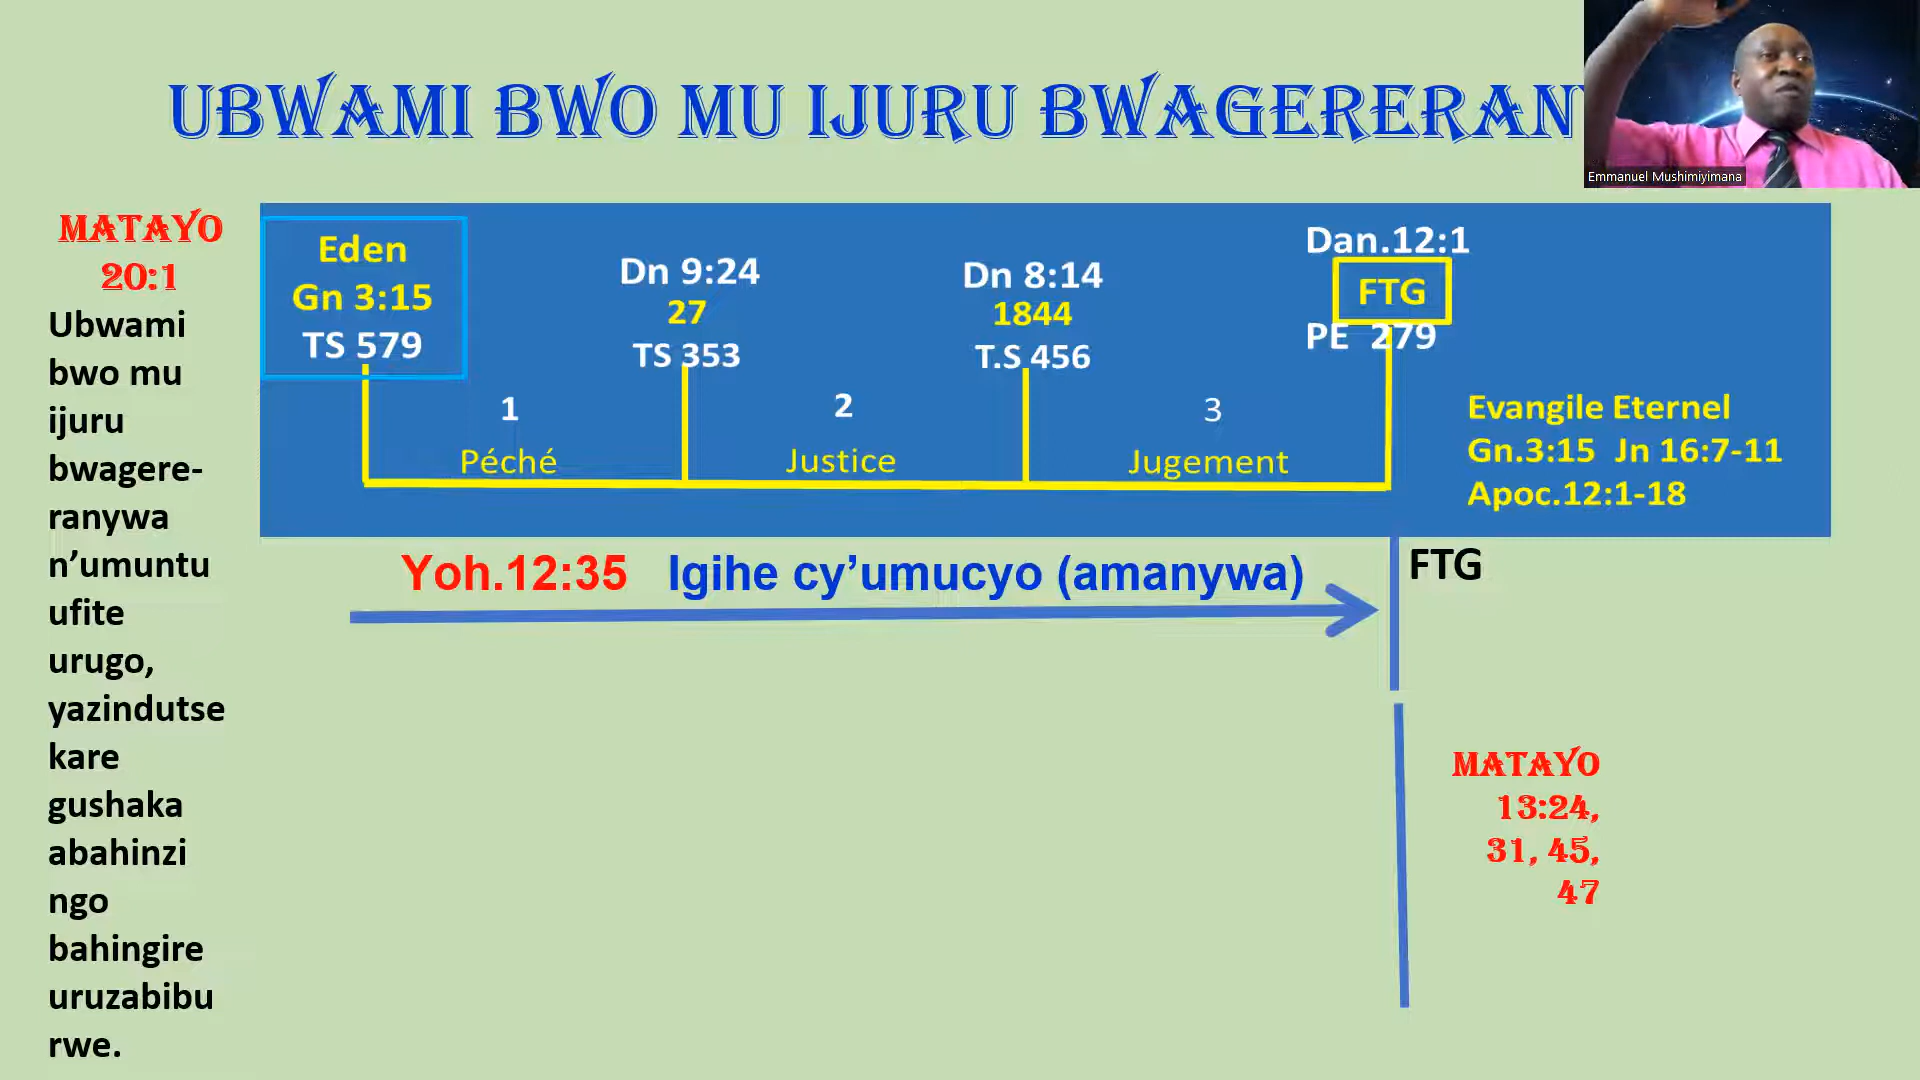 UBWAMI BWO MU IJURU BWAGERERAN
Emmanuel Mushimiyimana
MATAYO
20:1
Ubwami
bwo mu
ijuru
bwagere-
ranywa
n’umuntu
ufite
urugo,
yazindutse
kare
gushaka
abahinzi
ngo
bahingire
uruzabibu
rwe.
Eden
Gn 3:15
TS 579
Dn 9:24
27
TS 353
Dn 8:14
1844
T.S 456
Dan.12:1
FTG
PE 279
1
Péché
2
Justice
3
Jugement
Evangile Eternel
Gn.3:15 Jn 16:7-11
Apoc.12:1-18
Yoh.12:35 Igihe cy’umucyo (amanywa)
FTG
MATAYO
13:24,
31, 45,
47